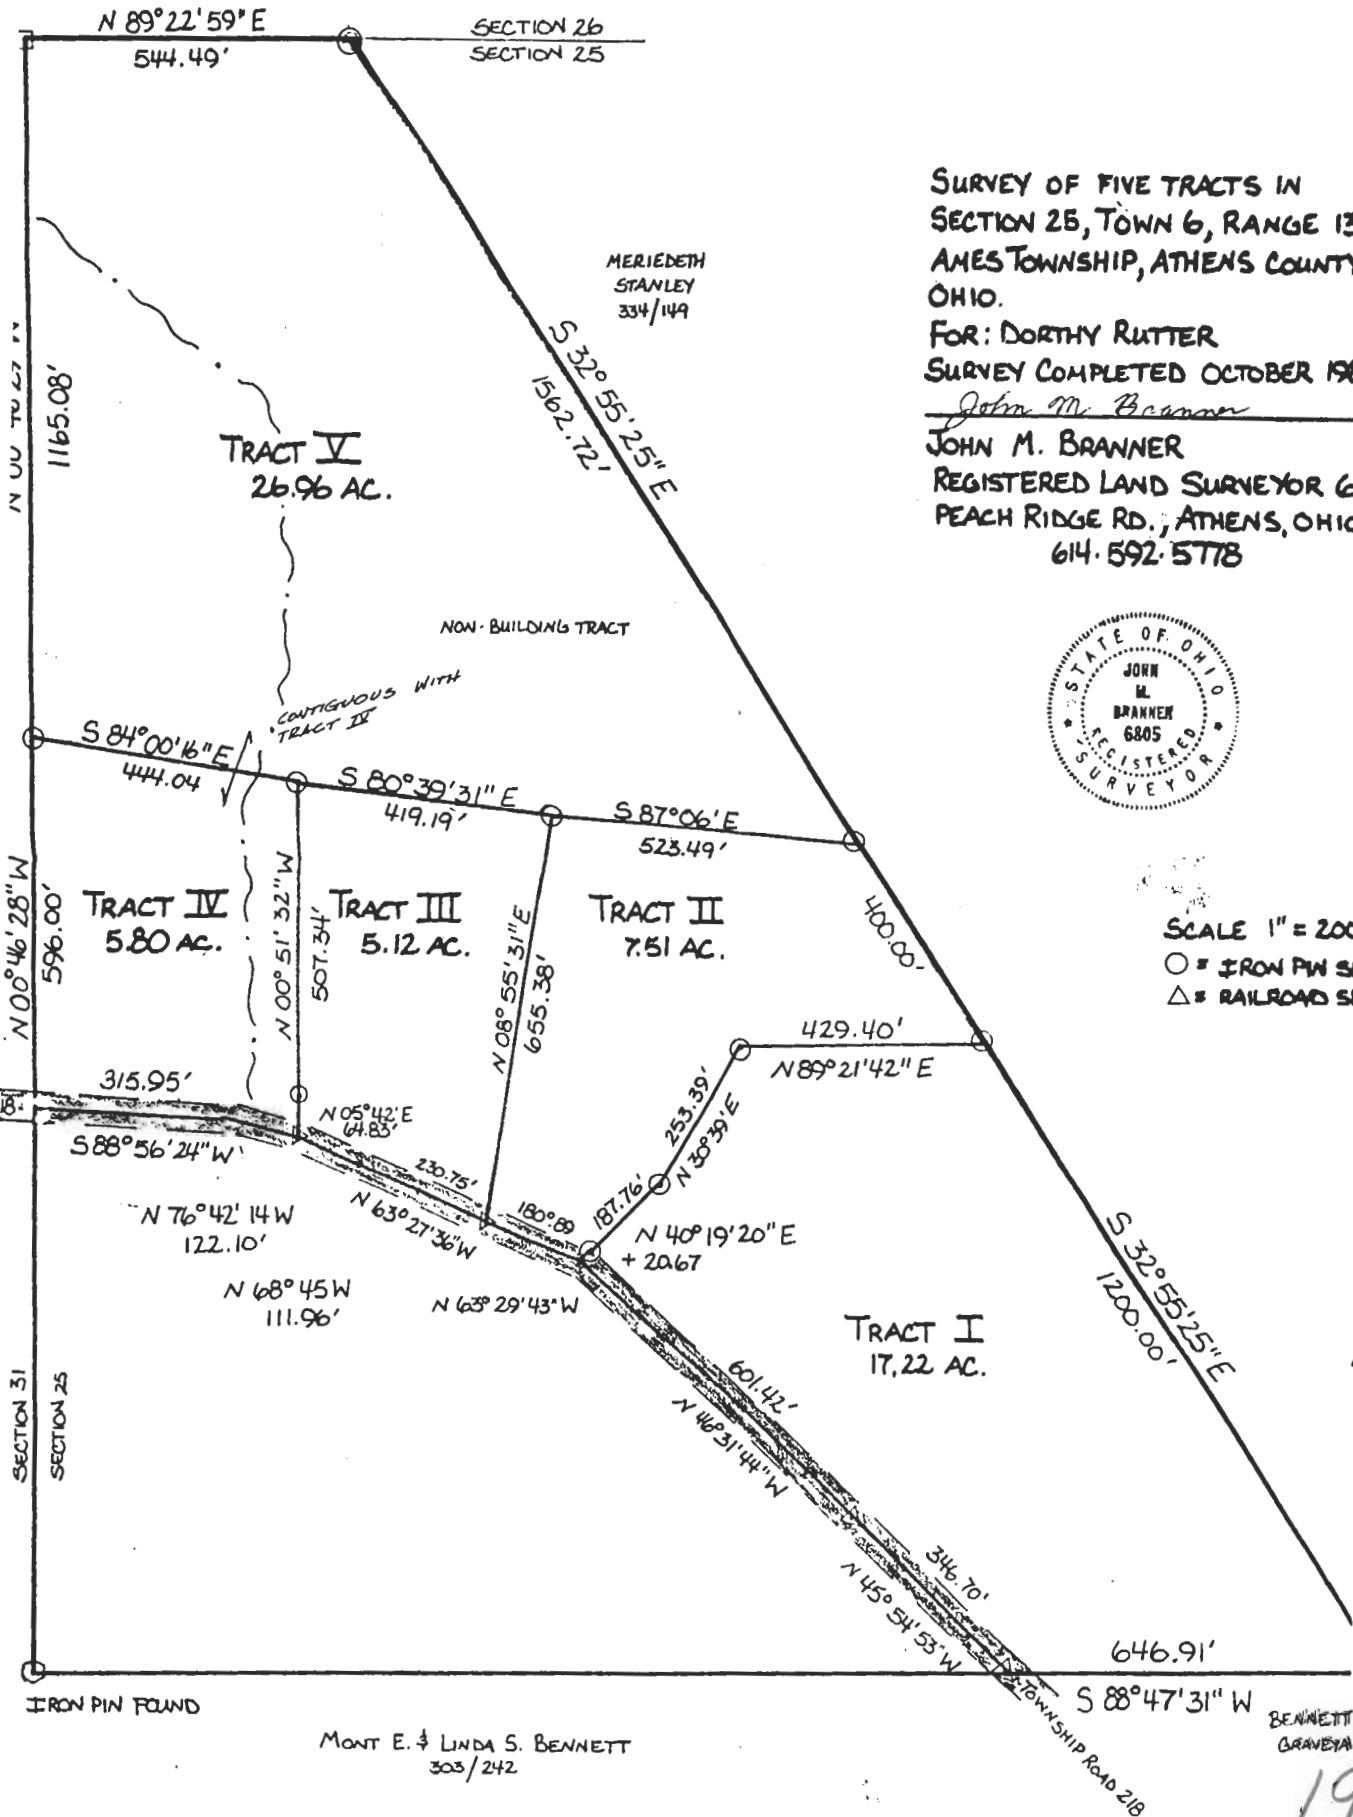 N 89°22'59" E
544.49'
SECTION 26
SECTION 25
SURVEY OF FIVE TRACTS IN
SECTION 25, TOWN 6, RANGE 13
AMES TOWNSHIP, ATHENS COUNTY
OHIO.
FOR: DORTHY RUTTER
SURVEY COMPLETED OCTOBER
John M. Branner
JOHN M. BRANNER
REGISTERED LAND SURVEYOR
PEACH RIDGE RD., ATHENS, OHIO
614.592.5778
STATE OF OHIO
JOHN
M.
BRANNER
6805
REGISTERED
SURVEYOR
MERIEDETH
STANLEY
334/149
S 32°55'25" E
1562.72'
1165.08'
TRACT V
26.96 AC.
NON-BUILDING TRACT
CONTIGUOUS WITH
TRACT IV
S 84°00'16" E
444.04
S 80°39'31" E
419.19'
S 87°06' E
523.49'
N 00°46'28" W
596.00'
TRACT IV
5.80 AC.
N 00°51'32" W
507.34'
TRACT III
5.12 AC.
N 08°55'31" E
655.38'
TRACT II
7.51 AC.
400.00'
SCALE 1" = 200
O = IRON PIN
△ = RAILROAD
429.40'
N 89°21'42" E
253.39'
N 30°39' E
187.76'
N 40°19'20" E
+ 20.67
315.95'
18
S 88°56'24" W
N 05°42' E
64.83'
230.75'
N 63°27'36" W
180.89
N 63°29'43" W
N 76°42'14 W
122.10'
N 68°45 W
111.96'
TRACT I
17.22 AC.
S 32°55'25" E
1200.00'
601.42'
N 46°31'44" W
346.70'
N 45°54'53" W
SECTION 31
SECTION 25
646.91'
S 88°47'31" W
IRON PIN FOUND
MONT E. & LINDA S. BENNETT
303/242
TOWNSHIP ROAD 218
BENNETT
19